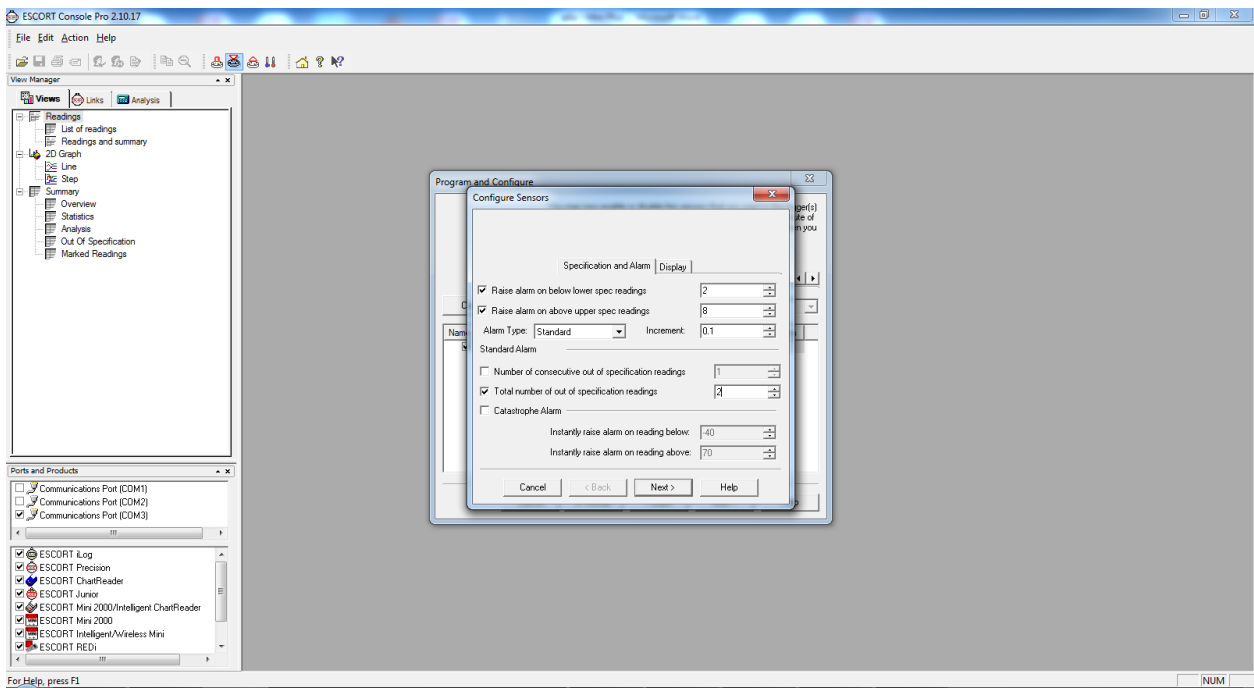 ESCORT Console Pro 2.10.17
File Edit Action Help
View Manager
Views Links Analysis
Readings
List of readings
Readings and summary
2D Graph
Line
Step
Summary
Overview
Statistics
Analysis
Out Of Specification
Marked Readings
Program and Configure
Configure Sensors
ger(s)
te of
n you
Specification and Alarm Display
Raise alarm on below lower spec readings 2
Raise alarm on above upper spec readings 8
Alarm Type: Standard Increment: 0.1
Nam
Standard Alarm
Number of consecutive out of specification readings 1
Total number of out of specification readings 2
Catastrophe Alarm
Instantly raise alarm on reading below: -40
Instantly raise alarm on reading above: 70
Cancel < Back Next > Help
Ports and Products
Communications Port (COM1)
Communications Port (COM2)
Communications Port (COM3)
ESCORT iLog
ESCORT Precision
ESCORT ChartReader
ESCORT Junior
ESCORT Mini 2000/Intelligent ChartReader
ESCORT Mini 2000
ESCORT Intelligent/Wireless Mini
ESCORT REDi
For Help, press F1
NUM